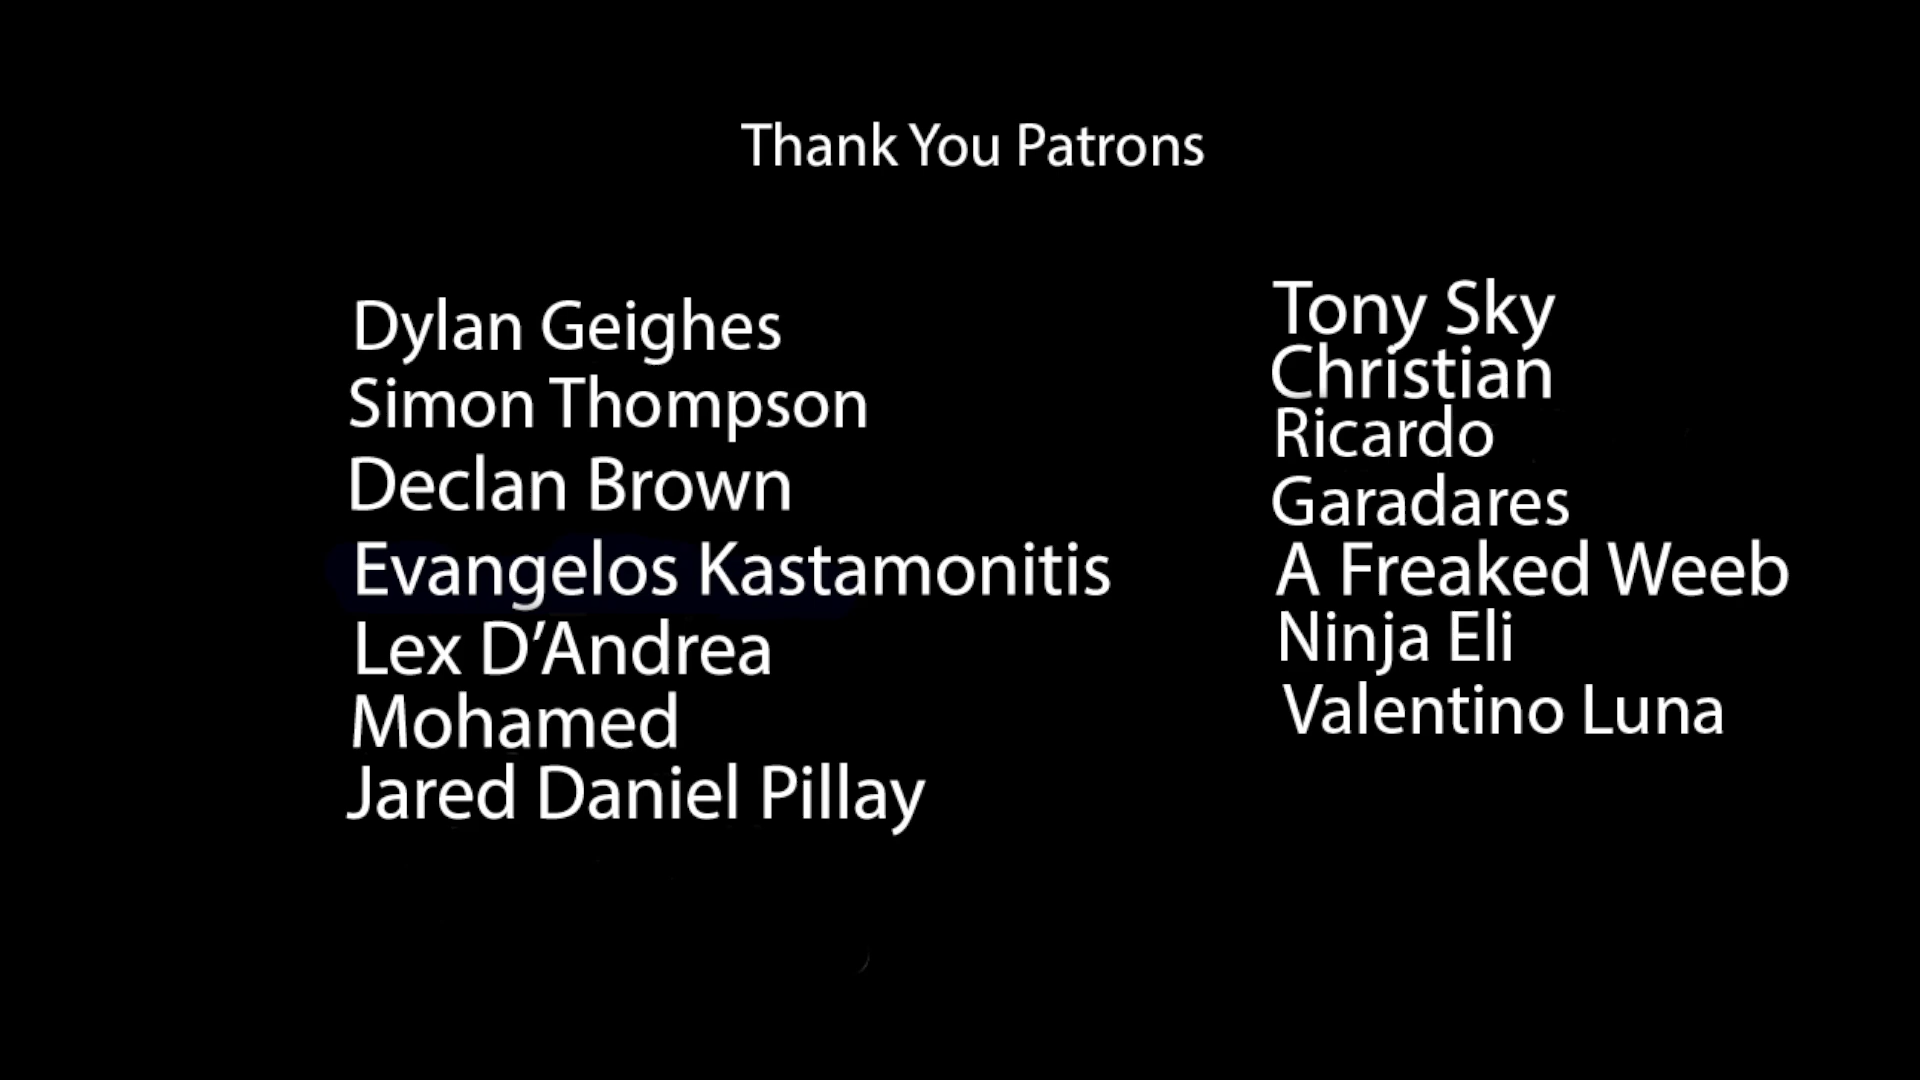 Thank You Patrons
Dylan Geighes
Simon Thompson
Declan Brown
Evangelos Kastamonitis
Lex D’Andrea
Mohamed
Jared Daniel Pillay
Tony Sky
Christian
Ricardo
Garadares
A Freaked Weeb
Ninja Eli
Valentino Luna